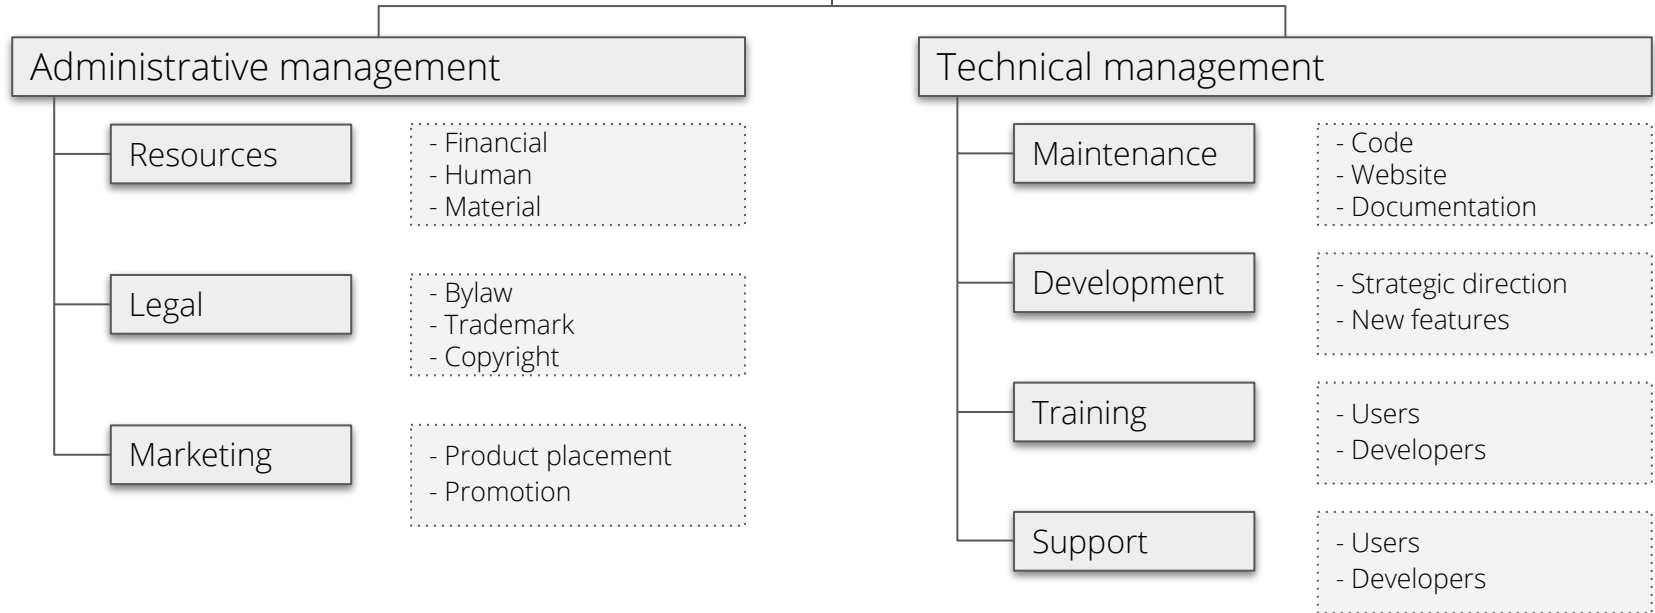 Administrative management
Resources
- Financial
- Human
- Material
Legal
- Bylaw
- Trademark
- Copyright
Marketing
- Product placement
- Promotion
Technical management
Maintenance
- Code
- Website
- Documentation
Development
- Strategic direction
- New features
Training
- Users
- Developers
Support
- Users
- Developers